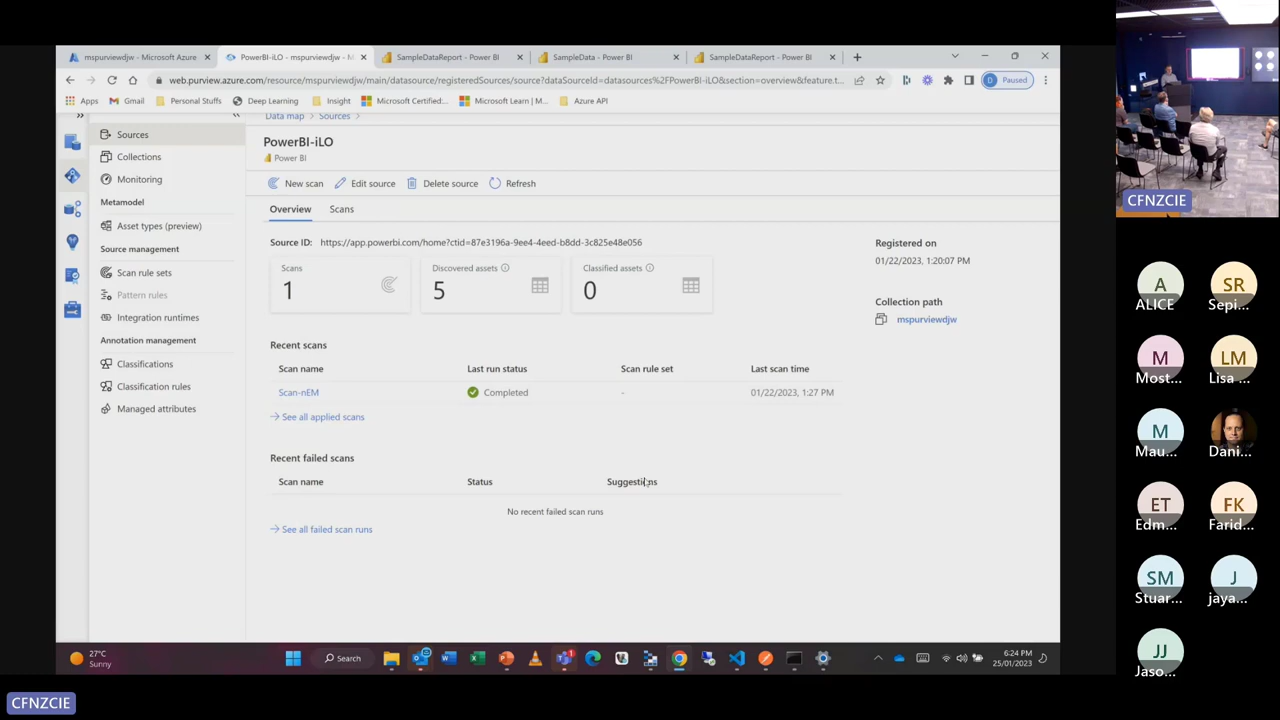 mspurviewdjw - Microsoft Azure
PowerBI-iLO - mspurviewdjw - M
SampleDataReport - Power BI
SampleData - Power BI
SampleDataReport - Power BI
web.purview.azure.com/resource/mspurviewdjw/main/datasource/registeredSources/source?dataSourceId=datasources%2FPowerBI-iLO&section=overview&feature.t...
D Paused
Apps
Gmail
Personal Stuffs
Deep Learning
Insight
Microsoft Certified:...
Microsoft Learn | M...
Azure API
Data map > Sources >
Sources
Collections
Monitoring
Metamodel
Asset types (preview)
Source management
Scan rule sets
Pattern rules
Integration runtimes
Annotation management
Classifications
Classification rules
Managed attributes
PowerBI-iLO
Power BI
New scan
Edit source
Delete source
Refresh
Overview
Scans
Source ID: https://app.powerbi.com/home?ctid=87e3196a-9ee4-4eed-b8dd-3c825e48e056
Scans
1
Discovered assets
5
Classified assets
0
Registered on
01/22/2023, 1:20:07 PM
Collection path
mspurviewdjw
Recent scans
Scan name Last run status Scan rule set Last scan time
Scan-nEM Completed - 01/22/2023, 1:27 PM
See all applied scans
Recent failed scans
Scan name Status Suggestions
No recent failed scan runs
See all failed scan runs
27°C
Sunny
Search
6:24 PM
25/01/2023
CFNZCIE
CFNZCIE
A
ALICE
SR
Sepi...
M
Most...
LM
Lisa ...
M
Mau...
Dani...
ET
Edm...
FK
Farid...
SM
Stuar...
J
jaya...
JJ
Jaso...